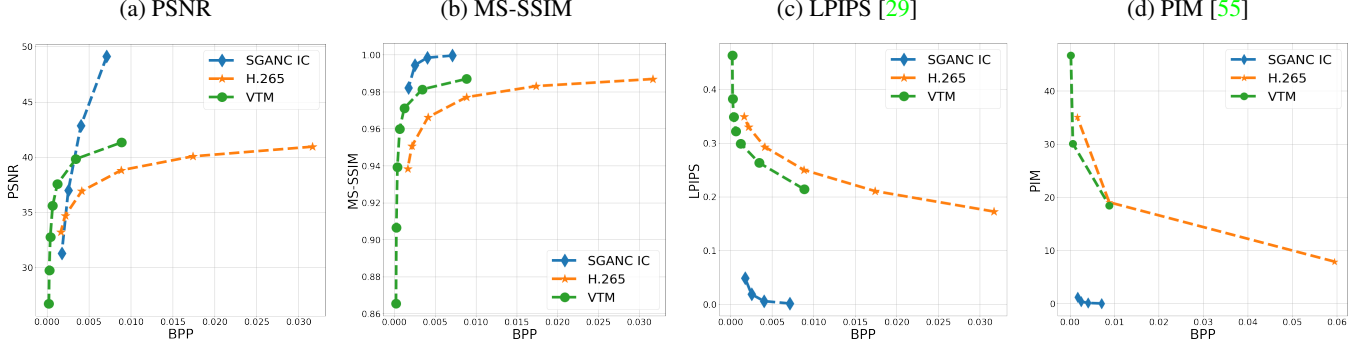 (a) PSNR
(b) MS-SSIM
(c) LPIPS [29]
(d) PIM [55]
50
45
40
35
30
PSNR
SGANC IC
H.265
VTM
0.000 0.005 0.010 0.015 0.020 0.025 0.030
BPP
1.00
0.98
0.96
0.94
0.92
0.90
0.88
0.86
MS-SSIM
SGANC IC
H.265
VTM
0.000 0.005 0.010 0.015 0.020 0.025 0.030
BPP
0.4
0.3
0.2
0.1
0.0
LPIPS
SGANC IC
H.265
VTM
0.000 0.005 0.010 0.015 0.020 0.025 0.030
BPP
40
30
20
10
0
PIM
SGANC IC
H.265
VTM
0.00 0.01 0.02 0.03 0.04 0.05 0.06
BPP